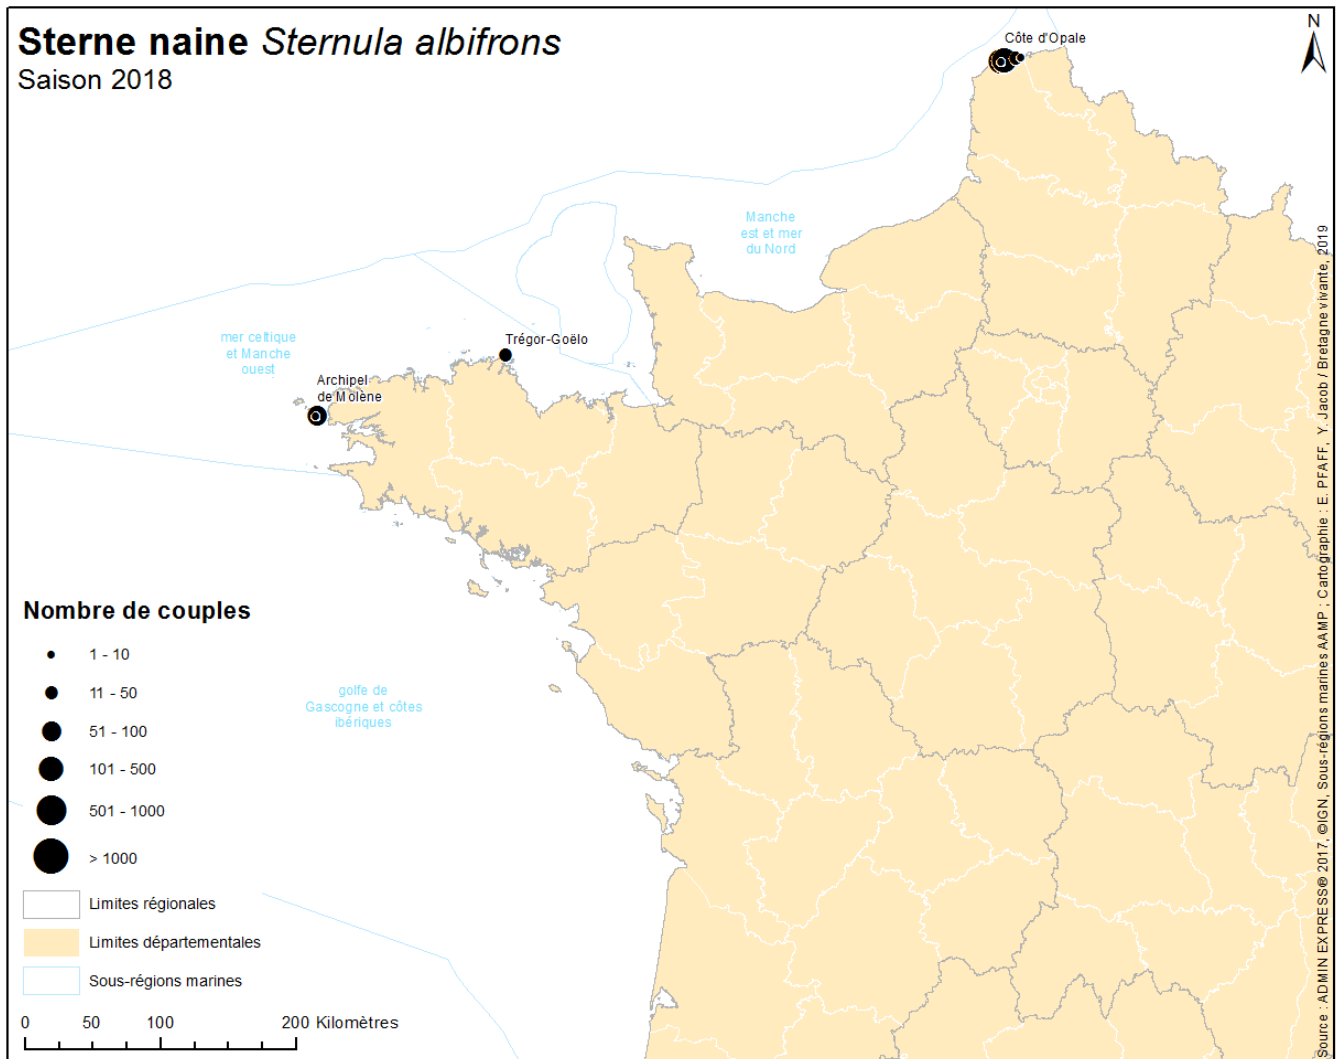 Sterne naine Sternula albifrons
Saison 2018
N
Côte d'Opale
Manche
est et mer
du Nord
mer celtique
et Manche
ouest
Trégor-Goëlo
Archipel
de Molène
golfe de
Gascogne et côtes
ibériques
Nombre de couples
1 - 10
11 - 50
51 - 100
101 - 500
501 - 1000
> 1000
Limites régionales
Limites départementales
Sous-régions marines
0 50 100 200 Kilomètres
Source : ADMIN EXPRESS® 2017, ©IGN, Sous-régions marines AAMP ; Cartographie : E. PFAFF, Y. Jacob / Bretagne vivante, 2019